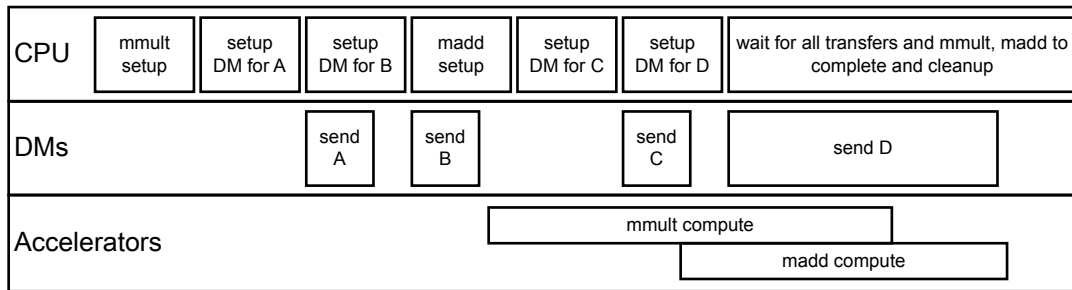 CPU
mmult
setup
setup
DM for A
setup
DM for B
madd
setup
setup
DM for C
setup
DM for D
wait for all transfers and mmult, madd to
complete and cleanup
DMs
send
A
send
B
send
C
send D
Accelerators
mmult compute
madd compute